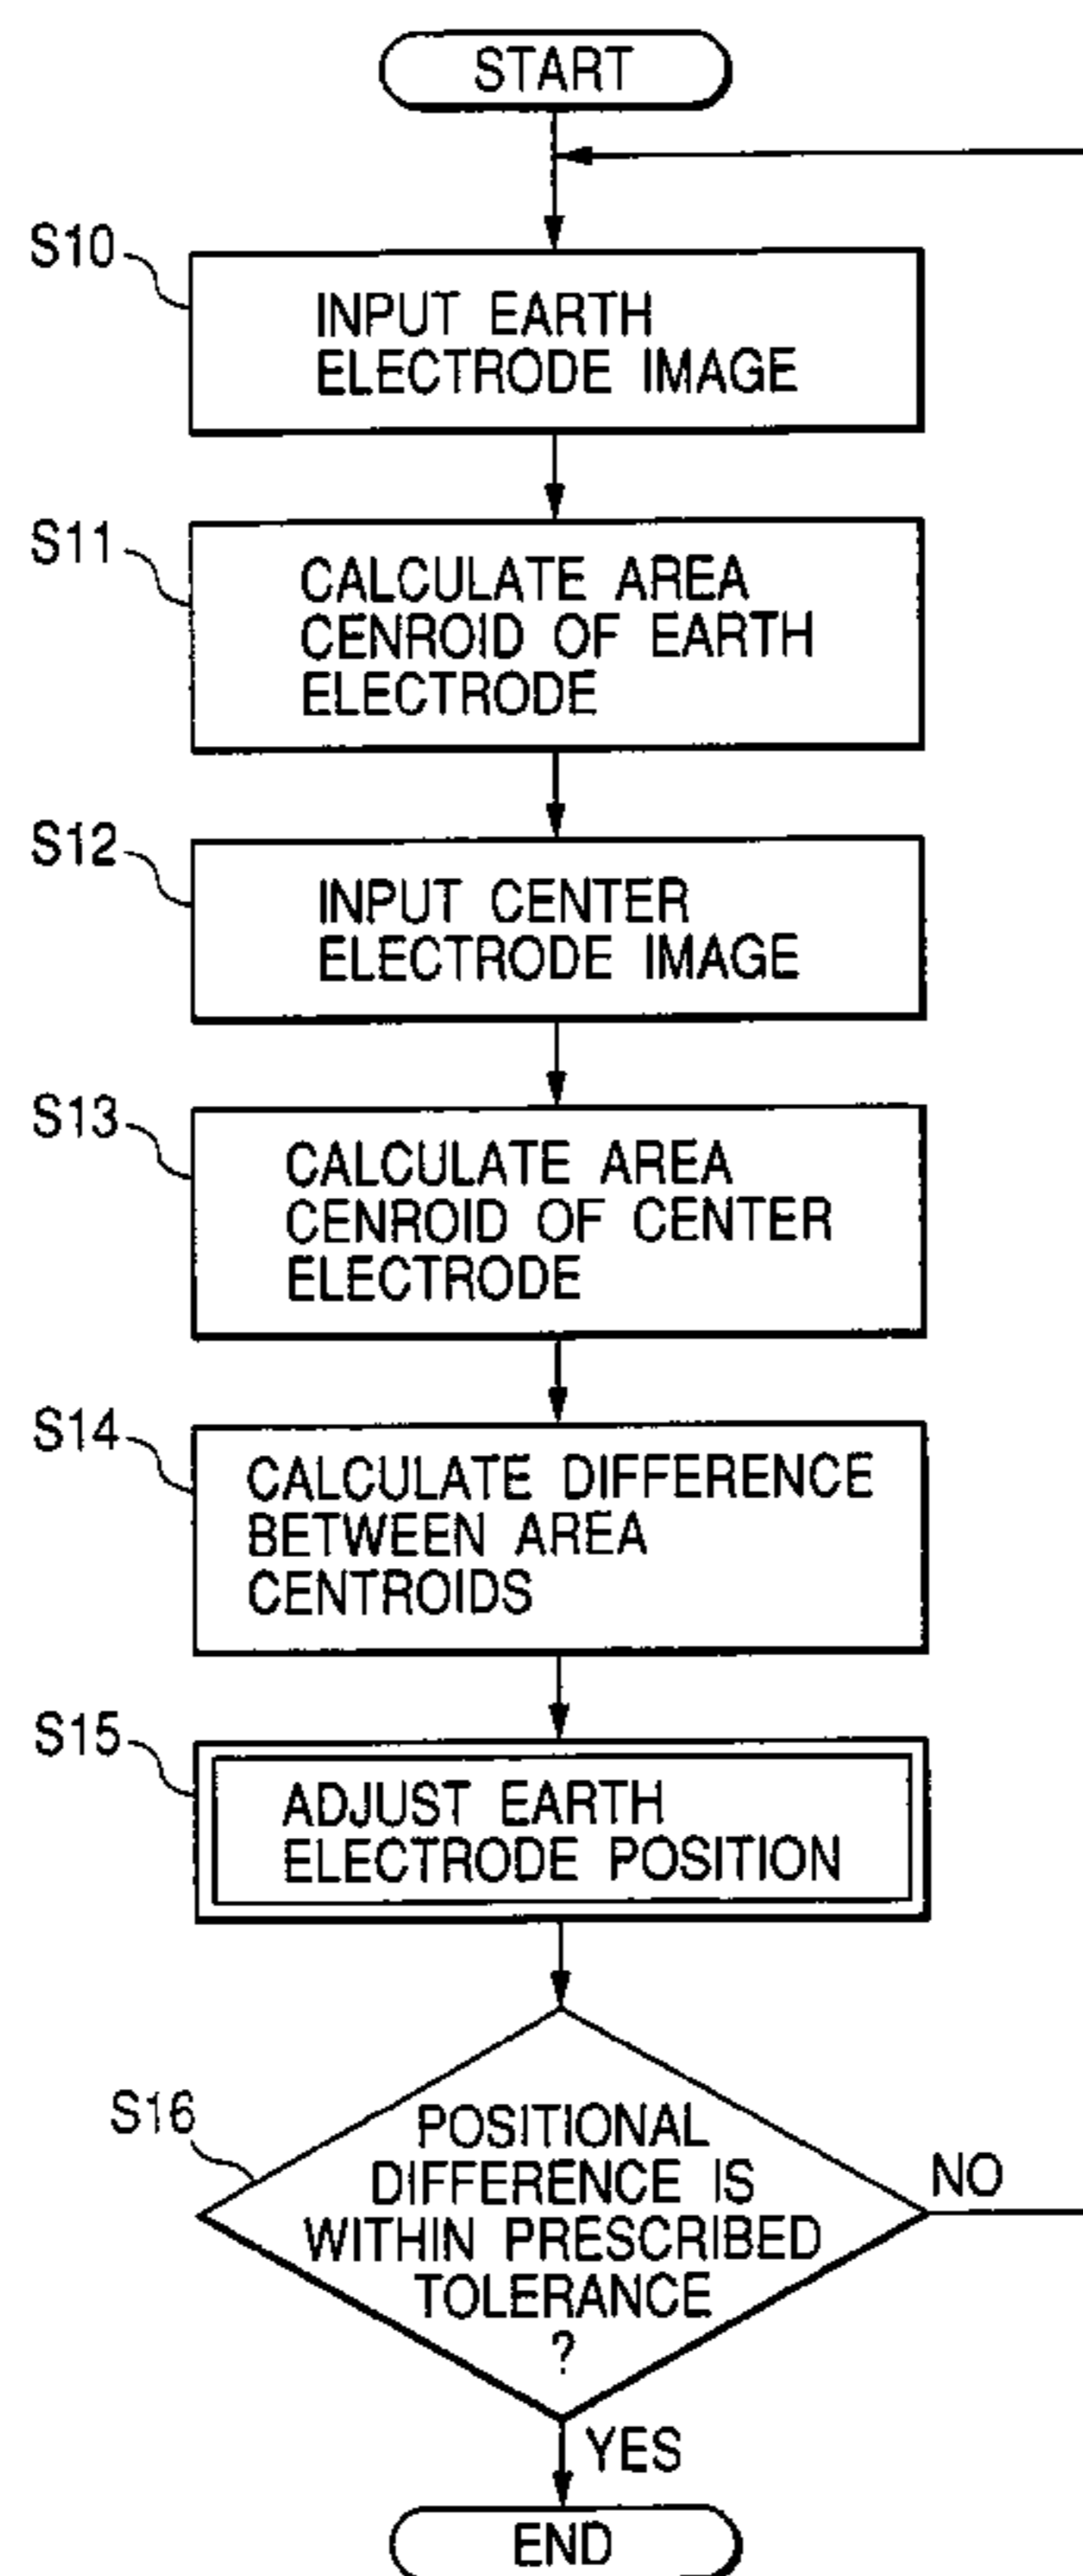 START
S10
INPUT EARTH
ELECTRODE IMAGE
S11
CALCULATE AREA
CENROID OF EARTH
ELECTRODE
S12
INPUT CENTER
ELECTRODE IMAGE
S13
CALCULATE AREA
CENROID OF CENTER
ELECTRODE
S14
CALCULATE DIFFERENCE
BETWEEN AREA
CENTROIDS
S15
ADJUST EARTH
ELECTRODE POSITION
S16
POSITIONAL
DIFFERENCE IS
WITHIN PRESCRIBED
TOLERANCE
?
NO
YES
END